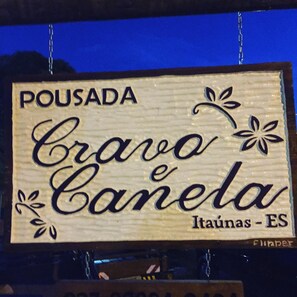 POUSADA
Cravo
e
Canela
Itaúnas - ES